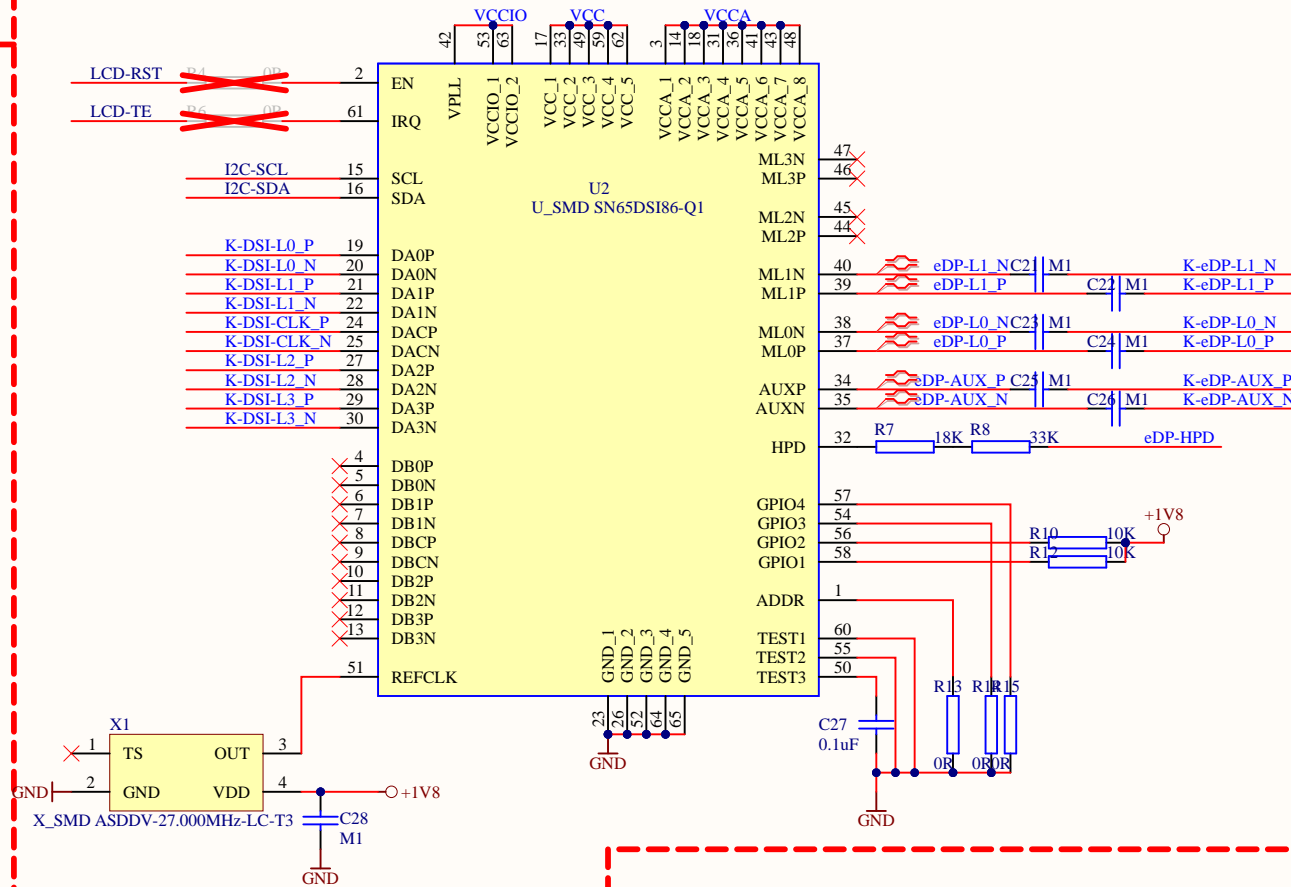 VCCIO
VCC
VCCA
42
53
63
17
33
49
59
62
3
14
18
31
36
41
43
48
VPLL
VCCIO_1
VCCIO_2
VCC_1
VCC_2
VCC_3
VCC_4
VCC_5
VCCA_1
VCCA_2
VCCA_3
VCCA_4
VCCA_5
VCCA_6
VCCA_7
VCCA_8
LCD-RST R4 0R 2 EN
LCD-TE R6 0R 61 IRQ
I2C-SCL 15 SCL
I2C-SDA 16 SDA
U2
U_SMD SN65DSI86-Q1
K-DSI-L0_P 19 DA0P
K-DSI-L0_N 20 DA0N
K-DSI-L1_P 21 DA1P
K-DSI-L1_N 22 DA1N
K-DSI-CLK_P 24 DACP
K-DSI-CLK_N 25 DACN
K-DSI-L2_P 27 DA2P
K-DSI-L2_N 28 DA2N
K-DSI-L3_P 29 DA3P
K-DSI-L3_N 30 DA3N
4 DB0P
5 DB0N
6 DB1P
7 DB1N
8 DBCP
9 DBCN
10 DB2P
11 DB2N
12 DB3P
13 DB3N
51 REFCLK
ML3N 47
ML3P 46
ML2N 45
ML2P 44
ML1N 40 eDP-L1_N C21 M1 K-eDP-L1_N
ML1P 39 eDP-L1_P C22 M1 K-eDP-L1_P
ML0N 38 eDP-L0_N C23 M1 K-eDP-L0_N
ML0P 37 eDP-L0_P C24 M1 K-eDP-L0_P
AUXP 34 eDP-AUX_P C25 M1 K-eDP-AUX_P
AUXN 35 eDP-AUX_N C26 M1 K-eDP-AUX_N
HPD 32 R7 18K R8 33K eDP-HPD
GPIO4 57
GPIO3 54
GPIO2 56 R10 10K +1V8
GPIO1 58 R12 10K
ADDR 1
TEST1 60
TEST2 55
TEST3 50
GND_1
GND_2
GND_3
GND_4
GND_5
23
26
52
64
65
GND
R13 R14 R15
0R 0R 0R
C27
0.1uF
GND
X1
1 TS OUT 3
GND 2 GND VDD 4 +1V8
X_SMD ASDDV-27.000MHz-LC-T3
C28
M1
GND